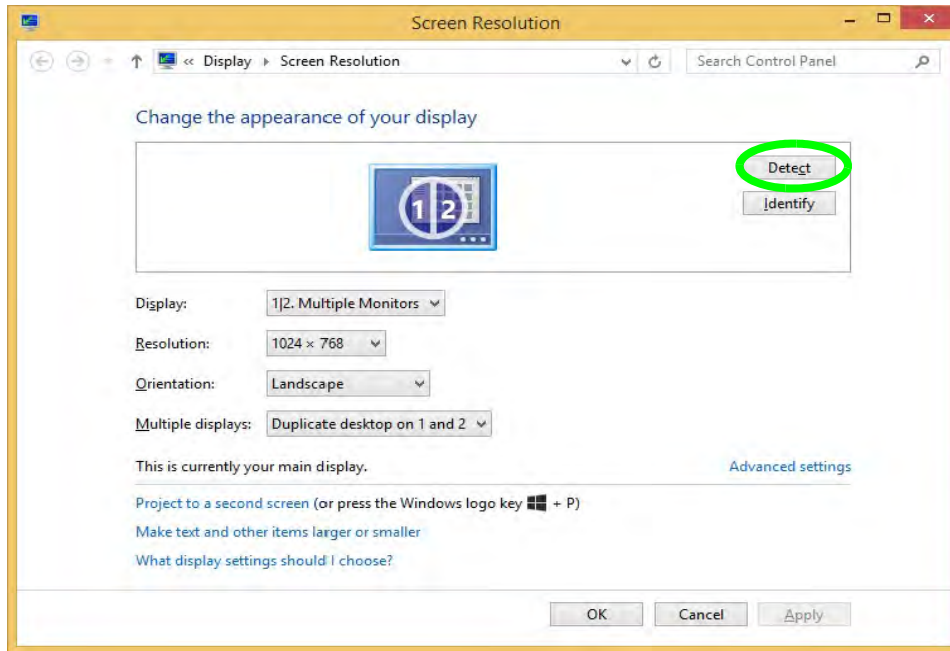 Screen Resolution
« Display ▸ Screen Resolution
Search Control Panel
Change the appearance of your display
1|2
Detect
Identify
Display: 1|2. Multiple Monitors
Resolution: 1024 × 768
Orientation: Landscape
Multiple displays: Duplicate desktop on 1 and 2
This is currently your main display. Advanced settings
Project to a second screen (or press the Windows logo key + P)
Make text and other items larger or smaller
What display settings should I choose?
OK Cancel Apply